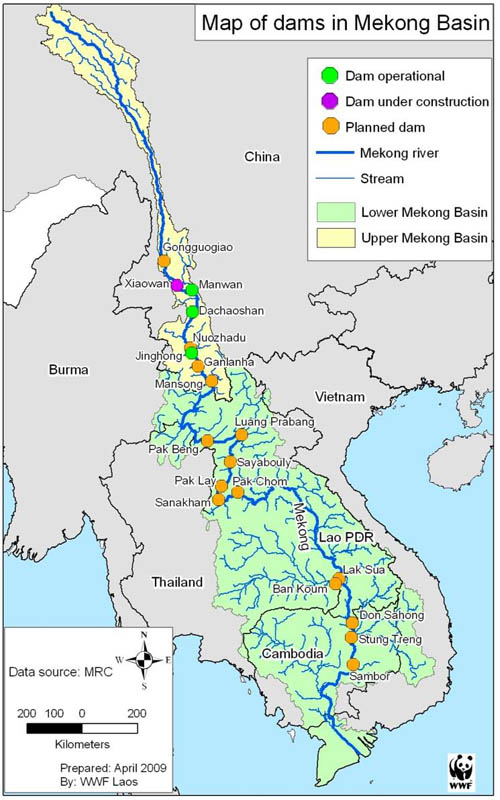 Map of dams in Mekong Basin
Dam operational
Dam under construction
Planned dam
Mekong river
Stream
Lower Mekong Basin
Upper Mekong Basin
China
Gongguogiao
Xiaowan
Manwan
Dachaoshan
Nuozhadu
Jinghong
Ganlanha
Mansong
Burma
Vietnam
Luang Prabang
Pak Beng
Sayabouly
Pak Lay
Pak Chom
Sanakham
Mekong
Lao PDR
Lak Sua
Thailand
Ban Koum
Don Sahong
Stung Treng
Cambodia
Sambor
N
W
E
S
Data source: MRC
200 100 0 200
Kilometers
Prepared: April 2009
By: WWF Laos
WWF